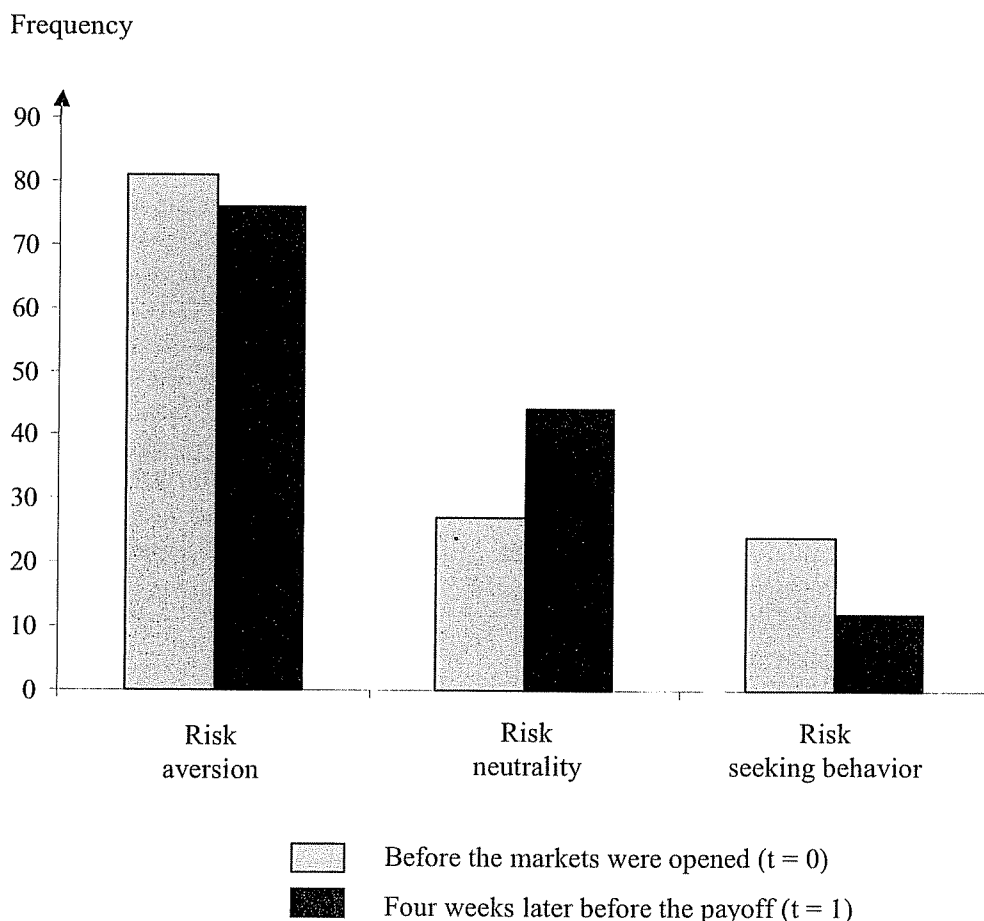 Frequency
90
80
70
60
50
40
30
20
10
0
Risk
aversion
Risk
neutrality
Risk
seeking behavior
Before the markets were opened (t = 0)
Four weeks later before the payoff (t = 1)